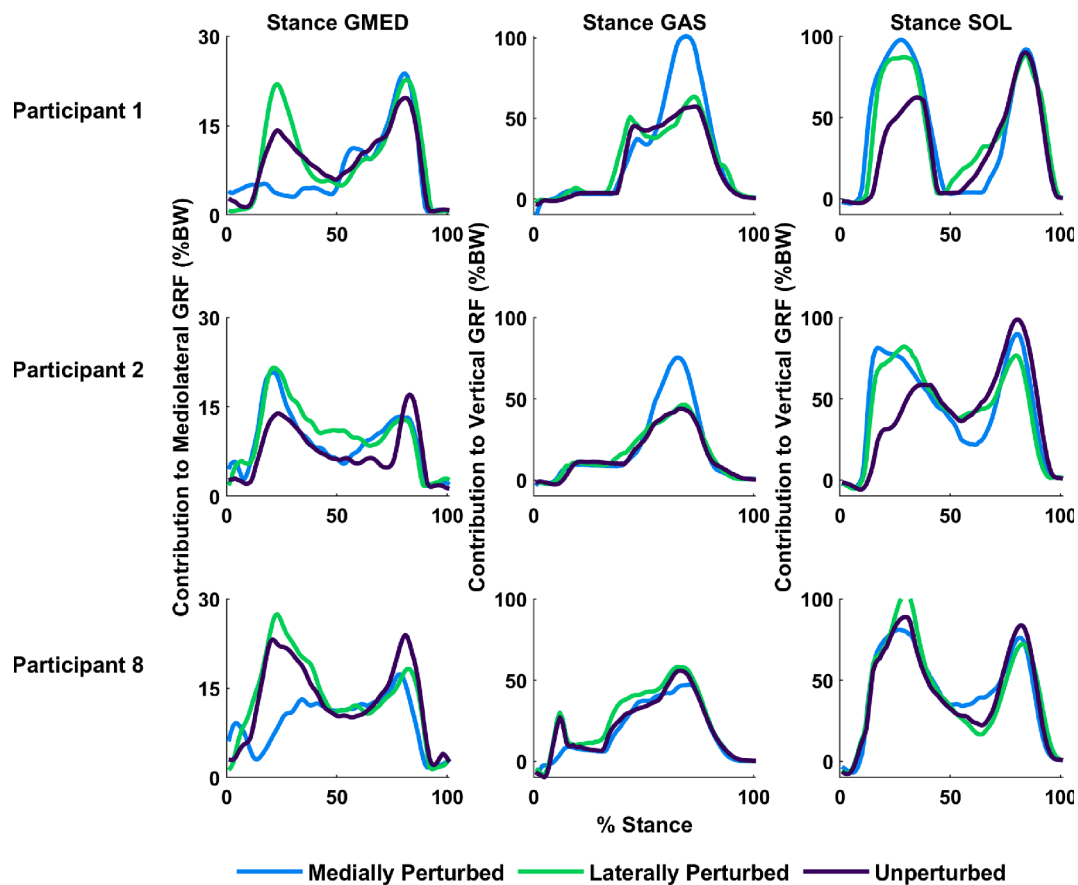 Stance GMED Stance GAS Stance SOL
Participant 1
30
15
0
0 50 100
100
50
0
0 50 100
100
50
0
0 50 100
Participant 2
30
15
0
0 50 100
100
50
0
0 50 100
100
50
0
0 50 100
Participant 8
30
15
0
0 50 100
100
50
0
0 50 100
100
50
0
0 50 100
Contribution to Mediolateral GRF (%BW)
Contribution to Vertical GRF (%BW)
Contribution to Vertical GRF (%BW)
% Stance
Medially Perturbed Laterally Perturbed Unperturbed